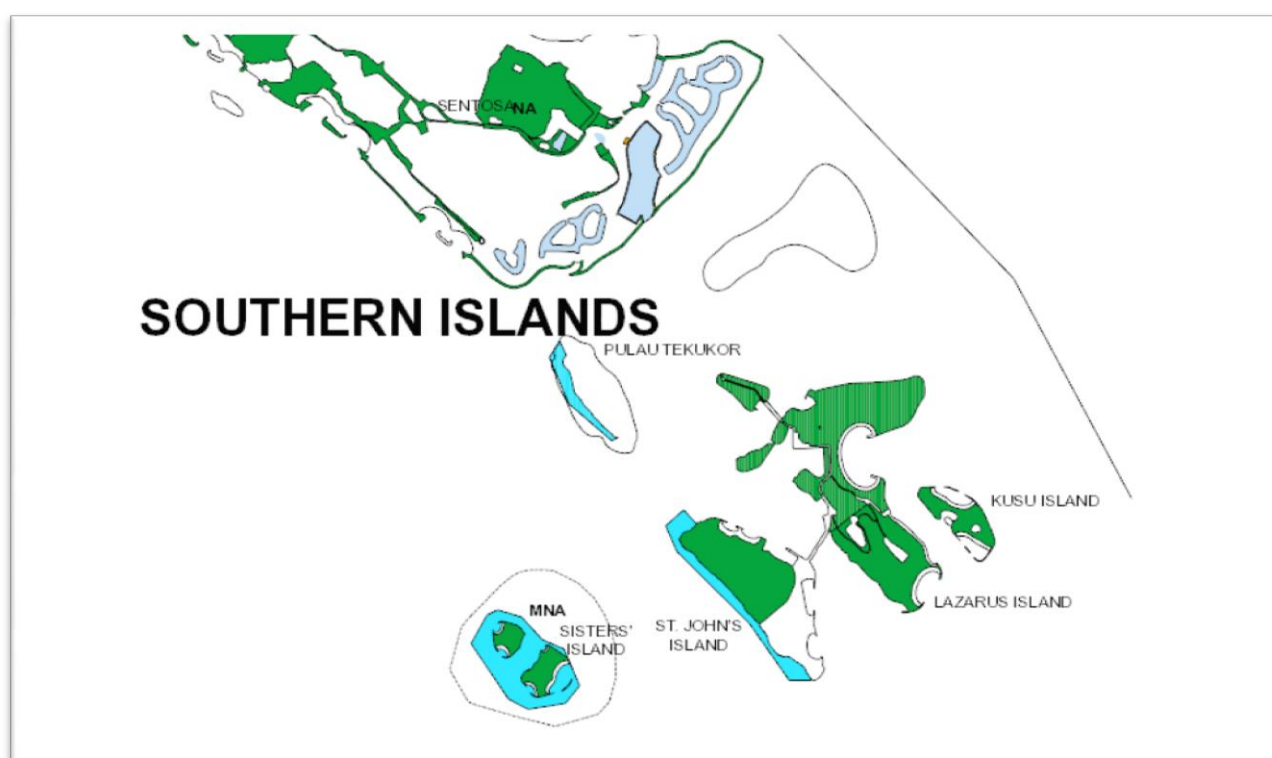 SENTOSA
NA
SOUTHERN ISLANDS
PULAU TEKUKOR
KUSU ISLAND
LAZARUS ISLAND
MNA
SISTERS'
ISLAND
ST. JOHN'S
ISLAND